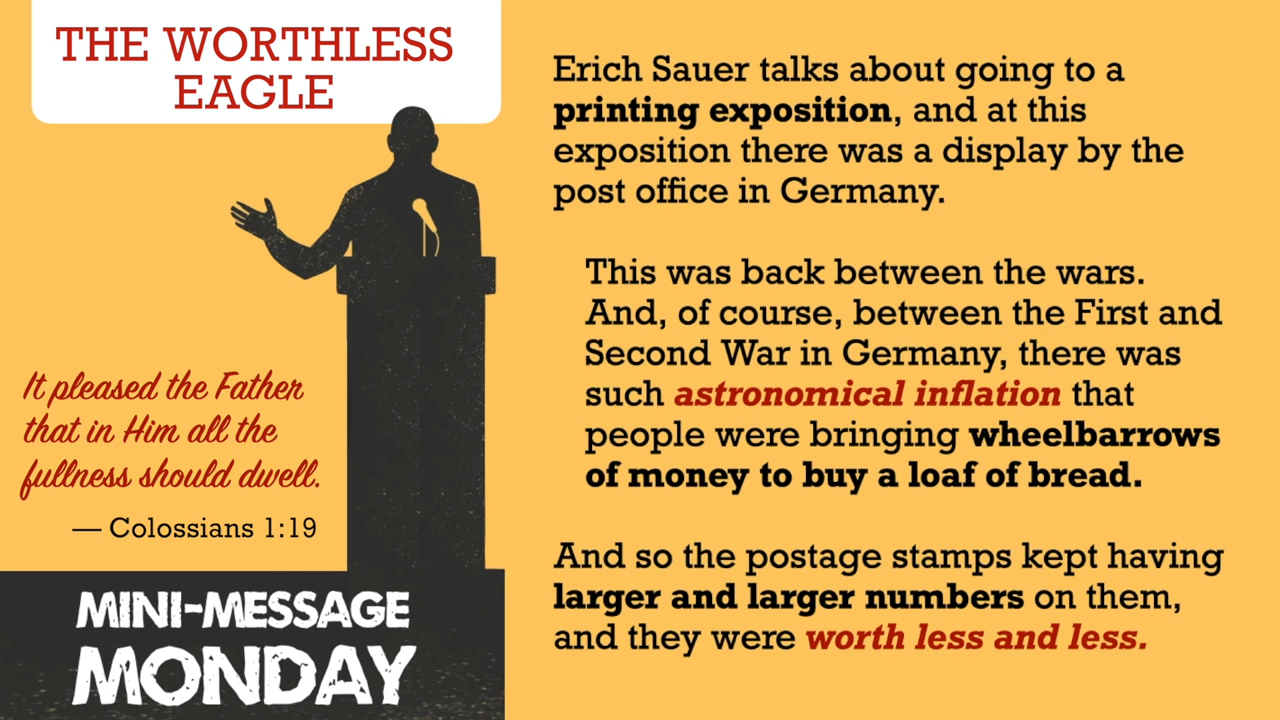 THE WORTHLESS
EAGLE
It pleased the Father
that in Him all the
fullness should dwell.
— Colossians 1:19
MINI-MESSAGE
MONDAY
Erich Sauer talks about going to a
printing exposition, and at this
exposition there was a display by the
post office in Germany.
This was back between the wars.
And, of course, between the First and
Second War in Germany, there was
such astronomical inflation that
people were bringing wheelbarrows
of money to buy a loaf of bread.
And so the postage stamps kept having
larger and larger numbers on them,
and they were worth less and less.